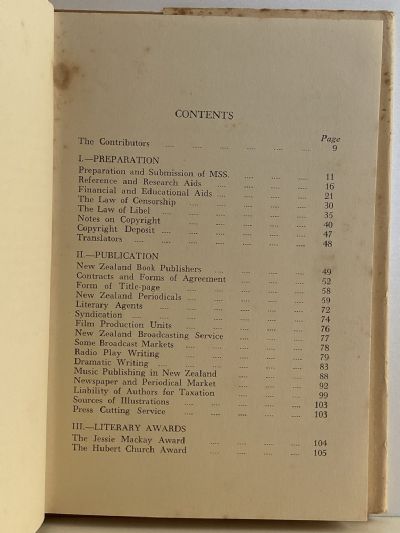 CONTENTS
Page
The Contributors .... .... .... .... .... 9
I.—PREPARATION
Preparation and Submission of MSS. .... .... .... 11
Reference and Research Aids .... .... .... .... 16
Financial and Educational Aids .... .... .... .... 21
The Law of Censorship .... .... .... .... 30
The Law of Libel .... .... .... .... .... 35
Notes on Copyright .... .... .... .... 40
Copyright Deposit .... .... .... .... .... 47
Translators .... .... .... .... .... 48
II.—PUBLICATION
New Zealand Book Publishers .... .... .... .... 49
Contracts and Forms of Agreement .... .... .... 52
Form of Title-page .... .... .... .... 58
New Zealand Periodicals .... .... .... .... 59
Literary Agents .... .... .... .... .... 72
Syndication .... .... .... .... .... 74
Film Production Units .... .... .... .... 76
New Zealand Broadcasting Service .... .... .... 77
Some Broadcast Markets .... .... .... .... 78
Radio Play Writing .... .... .... .... 79
Dramatic Writing .... .... .... .... .... 83
Music Publishing in New Zealand .... .... .... 88
Newspaper and Periodical Market .... .... .... 92
Liability of Authors for Taxation .... .... .... 99
Sources of Illustrations .... .... .... .... 103
Press Cutting Service .... .... .... .... 103
III.—LITERARY AWARDS
The Jessie Mackay Award .... .... .... .... 104
The Hubert Church Award .... .... .... .... 105